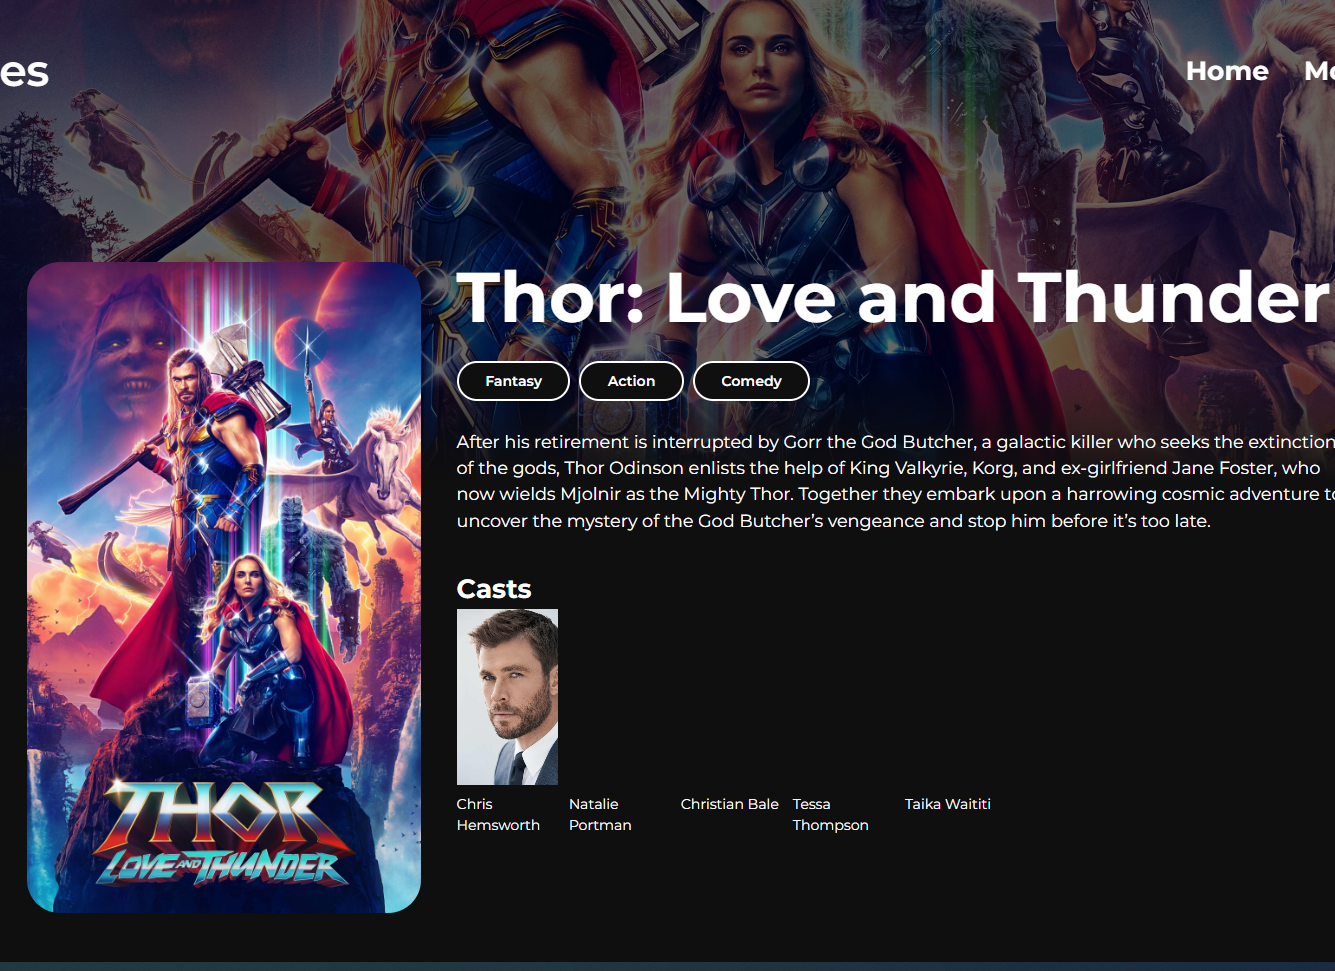 es
Home
Mo
Thor: Love and Thunder
Fantasy
Action
Comedy
After his retirement is interrupted by Gorr the God Butcher, a galactic killer who seeks the extinction
of the gods, Thor Odinson enlists the help of King Valkyrie, Korg, and ex-girlfriend Jane Foster, who
now wields Mjolnir as the Mighty Thor. Together they embark upon a harrowing cosmic adventure to
uncover the mystery of the God Butcher’s vengeance and stop him before it’s too late.
THOR
LOVE AND THUNDER
Casts
Chris
Hemsworth
Natalie
Portman
Christian Bale
Tessa
Thompson
Taika Waititi